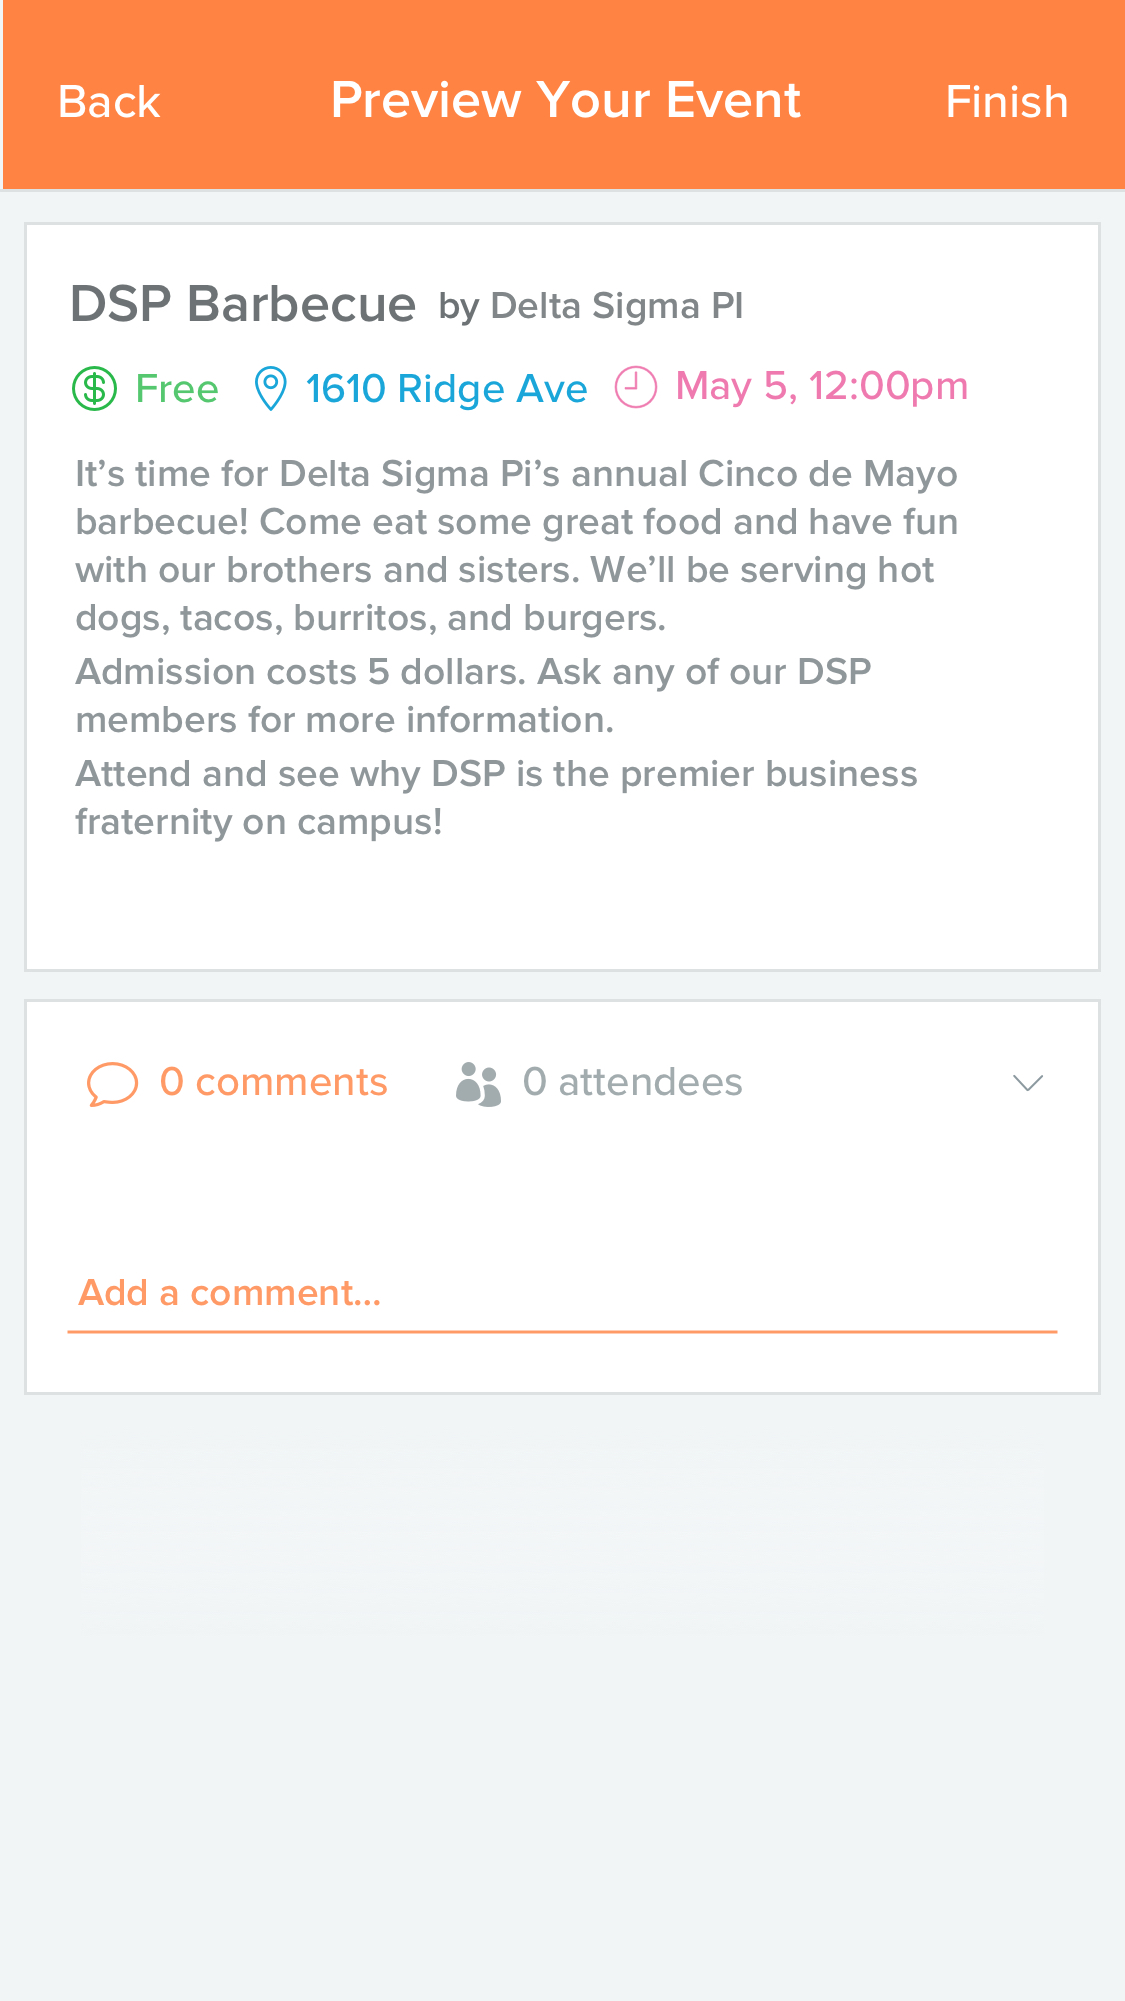 Back Preview Your Event Finish
DSP Barbecue by Delta Sigma PI
Free 1610 Ridge Ave May 5, 12:00pm
It’s time for Delta Sigma Pi’s annual Cinco de Mayo
barbecue! Come eat some great food and have fun
with our brothers and sisters. We’ll be serving hot
dogs, tacos, burritos, and burgers.
Admission costs 5 dollars. Ask any of our DSP
members for more information.
Attend and see why DSP is the premier business
fraternity on campus!
0 comments 0 attendees
Add a comment...